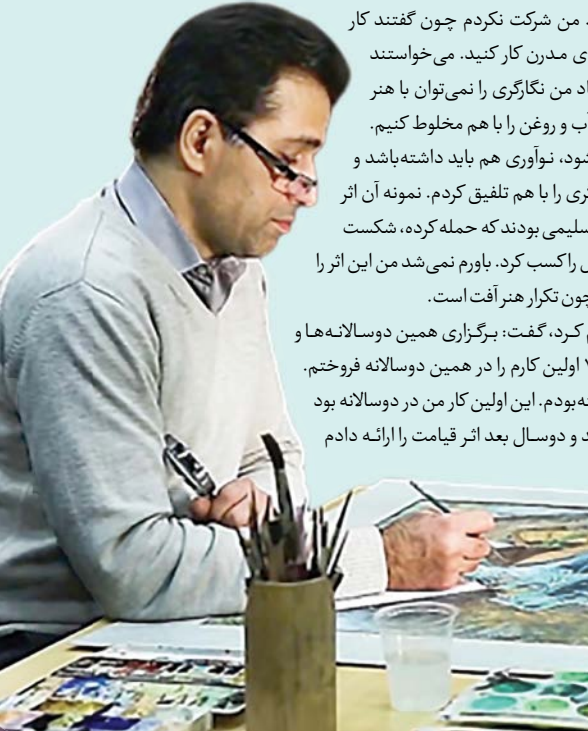 . من شرکت نکردم چون گفتند کار
ی مدرن کار کنید. می‌خواستند
اد من نگارگری را نمی‌توان با هنر
آب و روغن را با هم مخلوط کنیم.
شود، نوآوری هم باید داشته‌باشد و
ری را با هم تلفیق کردم. نمونه آن اثر
سلیمی بودند که حمله کرده، شکست
را کسب کرد. باورم نمی‌شد من این اثر را
چون تکرار هنر آفت است.
کرد، گفت: برگزاری همین دوسالانه‌ها و
اولین کارم را در همین دوسالانه فروختم.
ه‌بودم. این اولین کار من در دوسالانه بود
د و دوسال بعد اثر قیامت را ارائه دادم